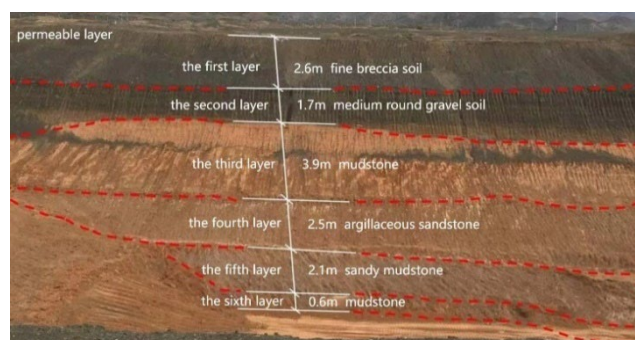 permeable layer
the first layer 2.6m fine breccia soil
the second layer 1.7m medium round gravel soil
the third layer 3.9m mudstone
the fourth layer 2.5m argillaceous sandstone
the fifth layer 2.1m sandy mudstone
the sixth layer 0.6m mudstone